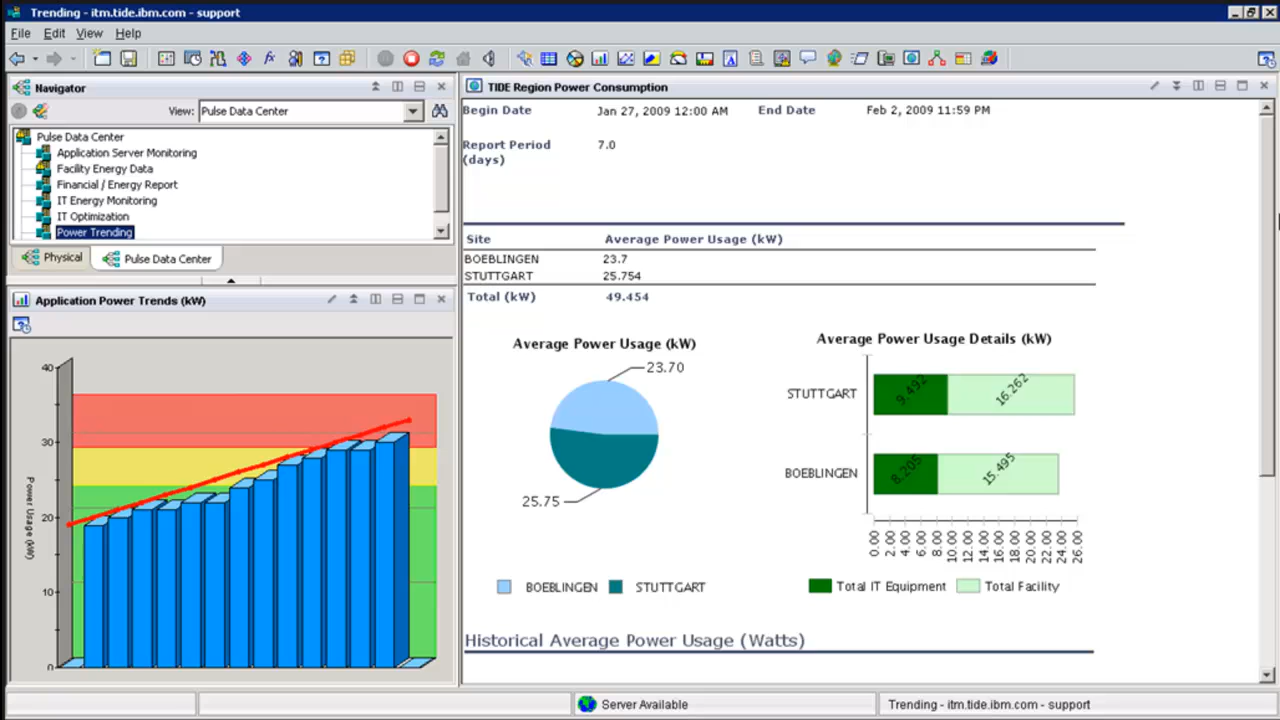 Trending - itm.tide.ibm.com - support
File Edit View Help
Navigator
View: Pulse Data Center
Pulse Data Center
Application Server Monitoring
Facility Energy Data
Financial / Energy Report
IT Energy Monitoring
IT Optimization
Power Trending
Physical
Pulse Data Center
Application Power Trends (kW)
40
30
20
10
0
Power Usage (kW)
TIDE Region Power Consumption
Begin Date Jan 27, 2009 12:00 AM End Date Feb 2, 2009 11:59 PM
Report Period 7.0
(days)
Site Average Power Usage (kW)
BOEBLINGEN 23.7
STUTTGART 25.754
Total (kW) 49.454
Average Power Usage (kW)
23.70
25.75
BOEBLINGEN STUTTGART
Average Power Usage Details (kW)
STUTTGART 9.492 16.262
BOEBLINGEN 8.205 15.495
0.00 2.00 4.00 6.00 8.00 10.00 12.00 14.00 16.00 18.00 20.00 22.00 24.00 26.00
Total IT Equipment Total Facility
Historical Average Power Usage (Watts)
Server Available
Trending - itm.tide.ibm.com - support